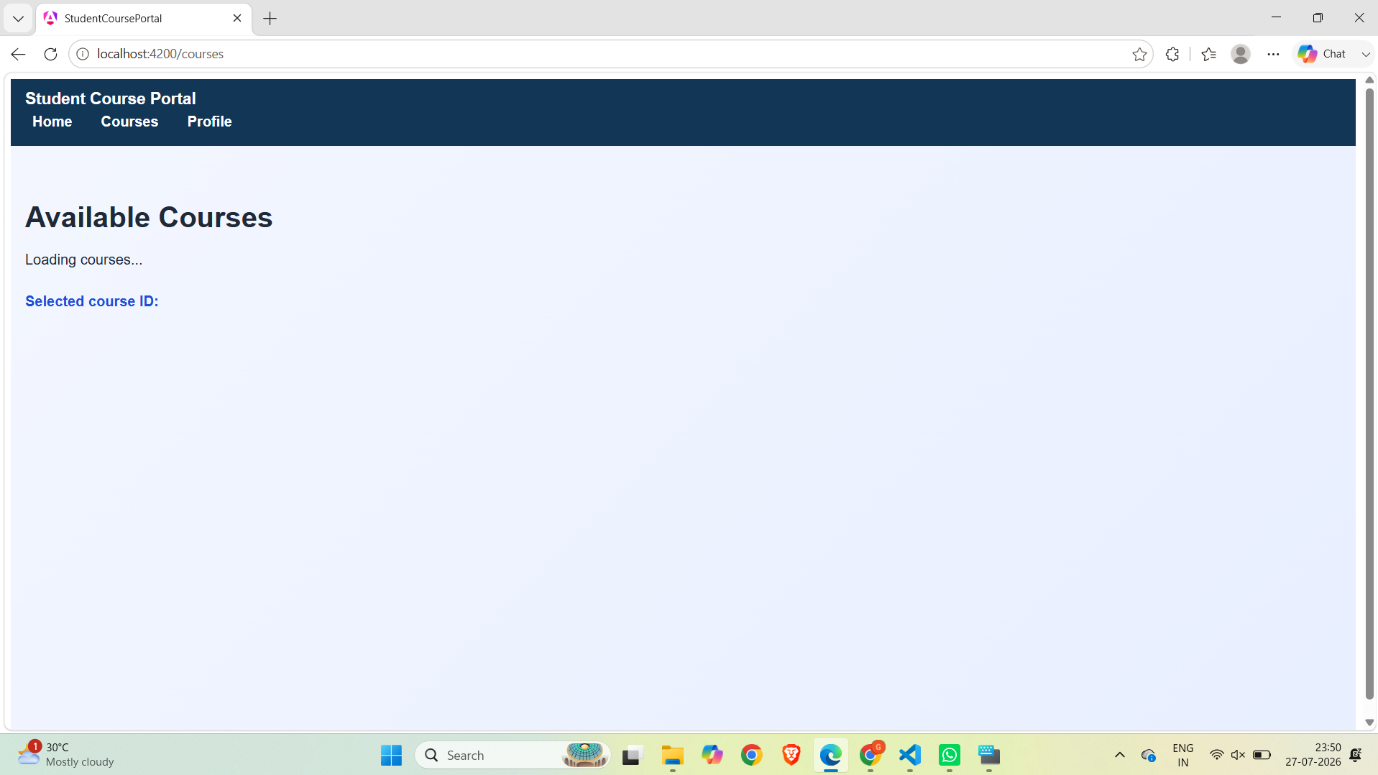 StudentCoursePortal
localhost:4200/courses
Chat
Student Course Portal
Home Courses Profile
Available Courses
Loading courses...
Selected course ID:
1
30°C
Mostly cloudy
Search
G
ENG
IN
23:50
27-07-2026